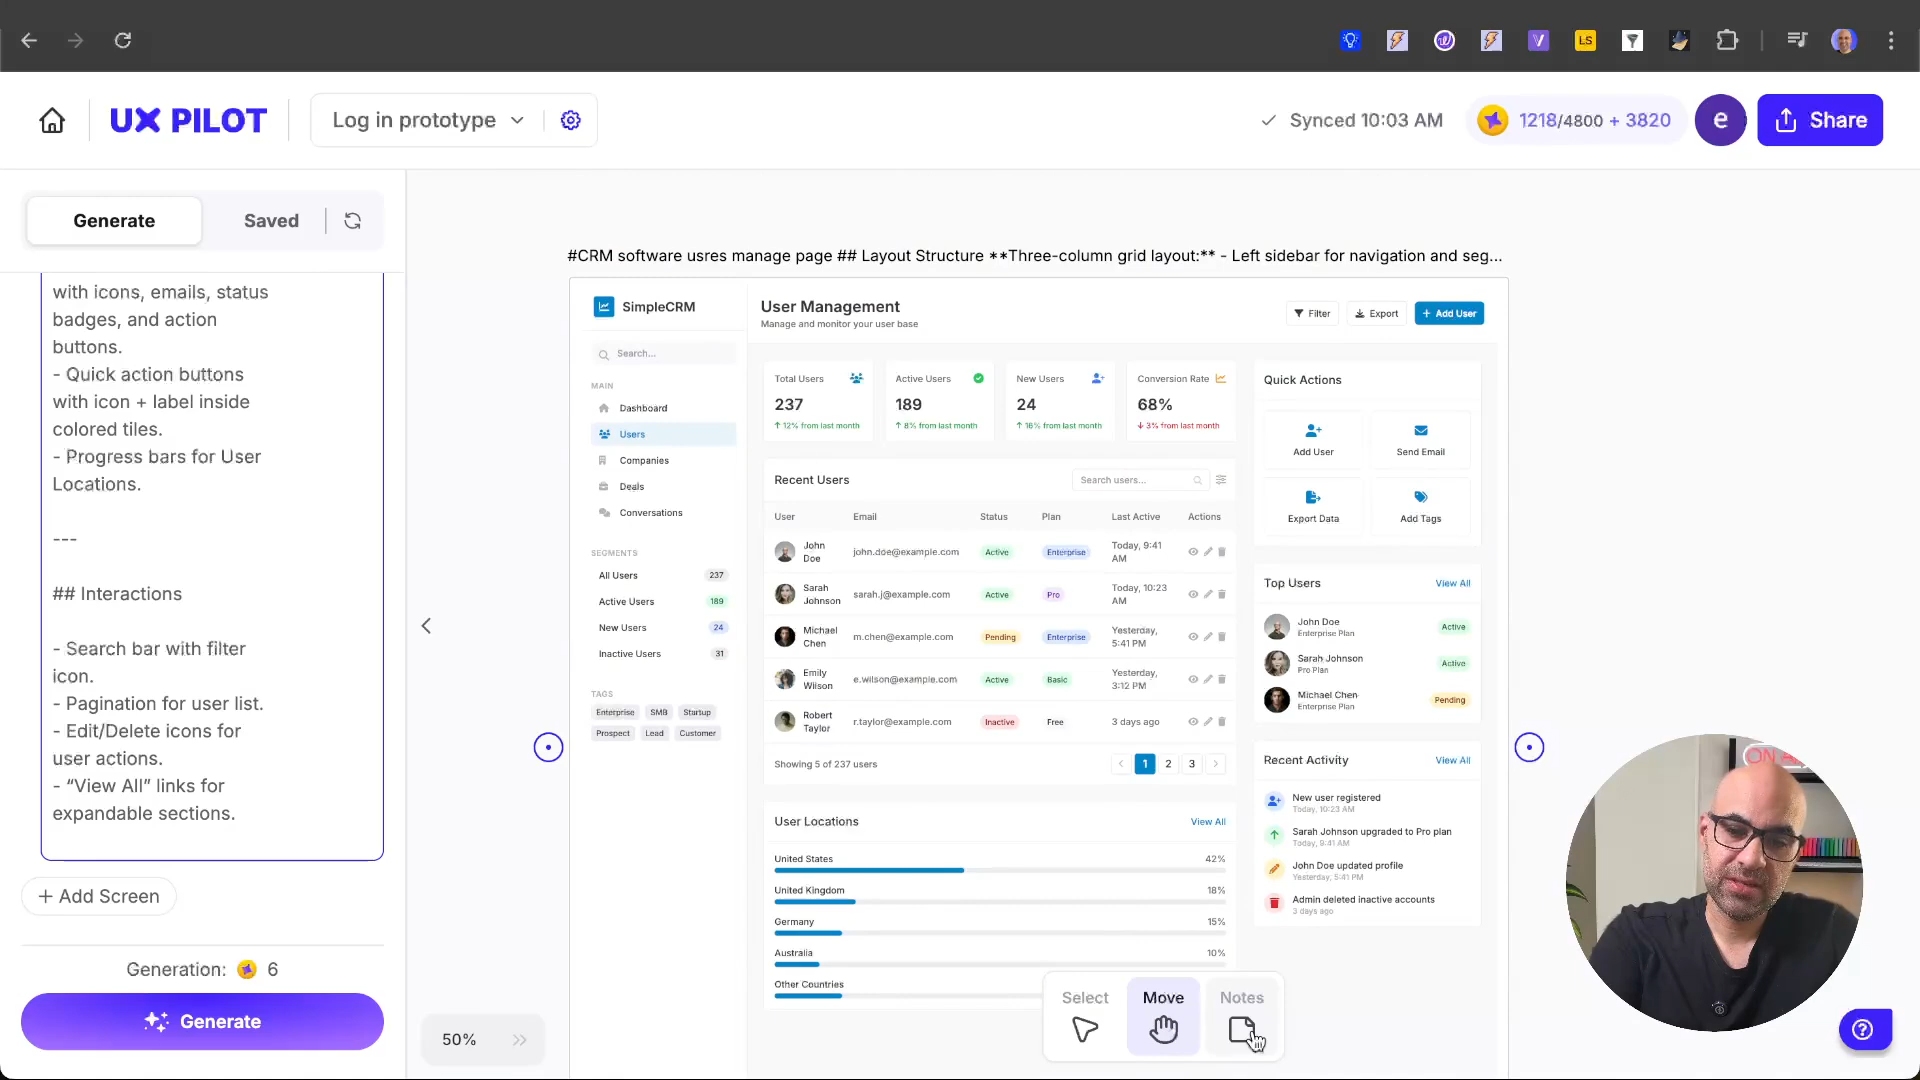 UX PILOT
Log in prototype
Synced 10:03 AM
1218/4800 + 3820
e
Share
LS
Generate
Saved
with icons, emails, status
badges, and action
buttons.
- Quick action buttons
with icon + label inside
colored tiles.
- Progress bars for User
Locations.
---
## Interactions
- Search bar with filter
icon.
- Pagination for user list.
- Edit/Delete icons for
user actions.
- “View All” links for
expandable sections.
+ Add Screen
Generation: 6
Generate
50%
#CRM software usres manage page ## Layout Structure **Three-column grid layout:** - Left sidebar for navigation and seg...
SimpleCRM
Search...
MAIN
Dashboard
Users
Companies
Deals
Conversations
SEGMENTS
All Users 237
Active Users 189
New Users 24
Inactive Users 31
TAGS
Enterprise SMB Startup
Prospect Lead Customer
User Management
Manage and monitor your user base
Filter
Export
+ Add User
Total Users
237
↑ 12% from last month
Active Users
189
↑ 8% from last month
New Users
24
↑ 16% from last month
Conversion Rate
68%
↓ 3% from last month
Recent Users
Search users...
User Email Status Plan Last Active Actions
John Doe john.doe@example.com Active Enterprise Today, 9:41 AM
Sarah Johnson sarah.j@example.com Active Pro Today, 10:23 AM
Michael Chen m.chen@example.com Pending Enterprise Yesterday, 5:41 PM
Emily Wilson e.wilson@example.com Active Basic Yesterday, 3:12 PM
Robert Taylor r.taylor@example.com Inactive Free 3 days ago
Showing 5 of 237 users
1 2 3
User Locations
View All
United States 42%
United Kingdom 18%
Germany 15%
Australia 10%
Other Countries
Quick Actions
Add User
Send Email
Export Data
Add Tags
Top Users
View All
John Doe
Enterprise Plan
Active
Sarah Johnson
Pro Plan
Active
Michael Chen
Enterprise Plan
Pending
Recent Activity
View All
New user registered
Today, 10:23 AM
Sarah Johnson upgraded to Pro plan
Today, 9:41 AM
John Doe updated profile
Yesterday, 5:41 PM
Admin deleted inactive accounts
3 days ago
Select
Move
Notes
ON